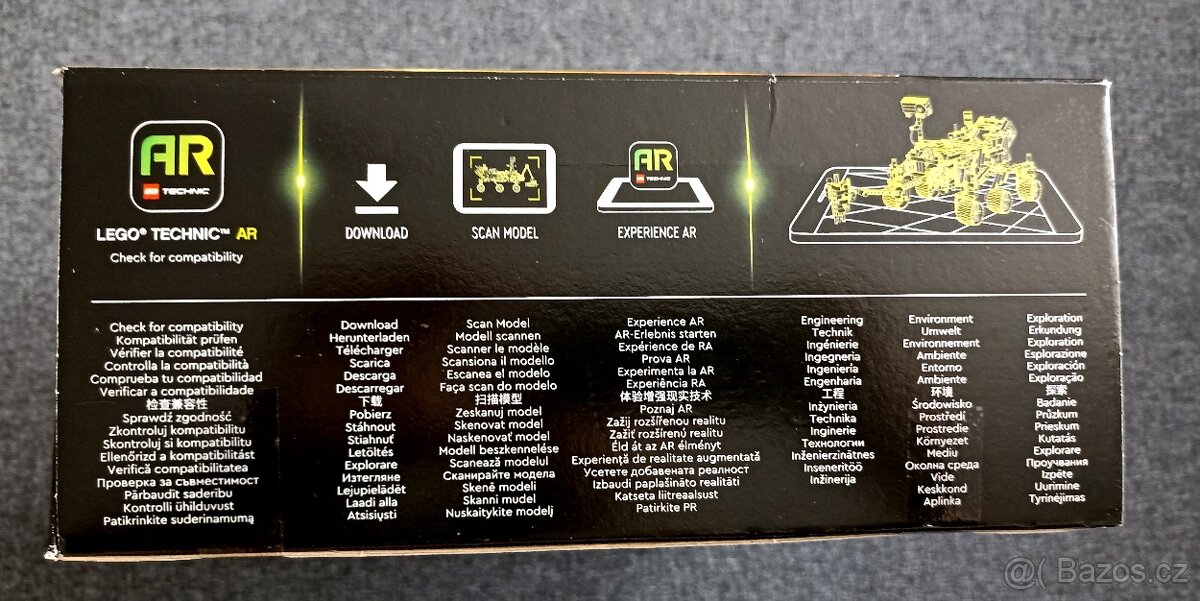 AR
LEGO TECHNIC
LEGO® TECHNIC™ AR
Check for compatibility
DOWNLOAD
SCAN MODEL
AR
TECHNIC
EXPERIENCE AR
Check for compatibility
Kompatibilität prüfen
Vérifier la compatibilité
Controlla la compatibilità
Comprueba tu compatibilidad
Verificar a compatibilidade
检查兼容性
Sprawdź zgodność
Zkontroluj kompatibilitu
Skontroluj si kompatibilitu
Ellenőrizd a kompatibilitást
Verifică compatibilitatea
Проверка за съвместимост
Pārbaudīt saderību
Kontrolli ühilduvust
Patikrinkite suderinamumą
Download
Herunterladen
Télécharger
Scarica
Descarga
Descarregar
下载
Pobierz
Stáhnout
Stiahnuť
Letöltés
Explorare
Изтегляне
Lejupielādēt
Laadi alla
Atsisiųsti
Scan Model
Modell scannen
Scanner le modèle
Scansiona il modello
Escanea el modelo
Faça scan do modelo
扫描模型
Zeskanuj model
Skenovat model
Naskenovať model
Modell beszkennelése
Scanează modelul
Сканирайте модела
Skenē modeli
Skanni mudel
Nuskaitykite modelį
Experience AR
AR-Erlebnis starten
Expérience de RA
Prova AR
Experimenta la AR
Experiência RA
体验增强现实技术
Poznaj AR
Zažij rozšířenou realitu
Zažiť rozšírenú realitu
Éld át az AR élményt
Experiență de realitate augmentată
Усетете добавената реалност
Izbaudi paplašināto realitāti
Katseta liitreaalsust
Patirkite PR
Engineering
Technik
Ingénierie
Ingegneria
Ingeniería
Engenharia
工程
Inżynieria
Technika
Inginerie
Технологии
Inženierzinātnes
Inseneritöö
Inžinerija
Environment
Umwelt
Environnement
Ambiente
Entorno
Ambiente
环境
Środowisko
Prostředí
Prostredie
Környezet
Mediu
Околна среда
Vide
Keskkond
Aplinka
Exploration
Erkundung
Exploration
Esplorazione
Exploración
Exploração
探索
Badanie
Průzkum
Prieskum
Kutatás
Explorare
Проучвания
Izpēte
Uurimine
Tyrinėjimas
@( Bazoš.cz